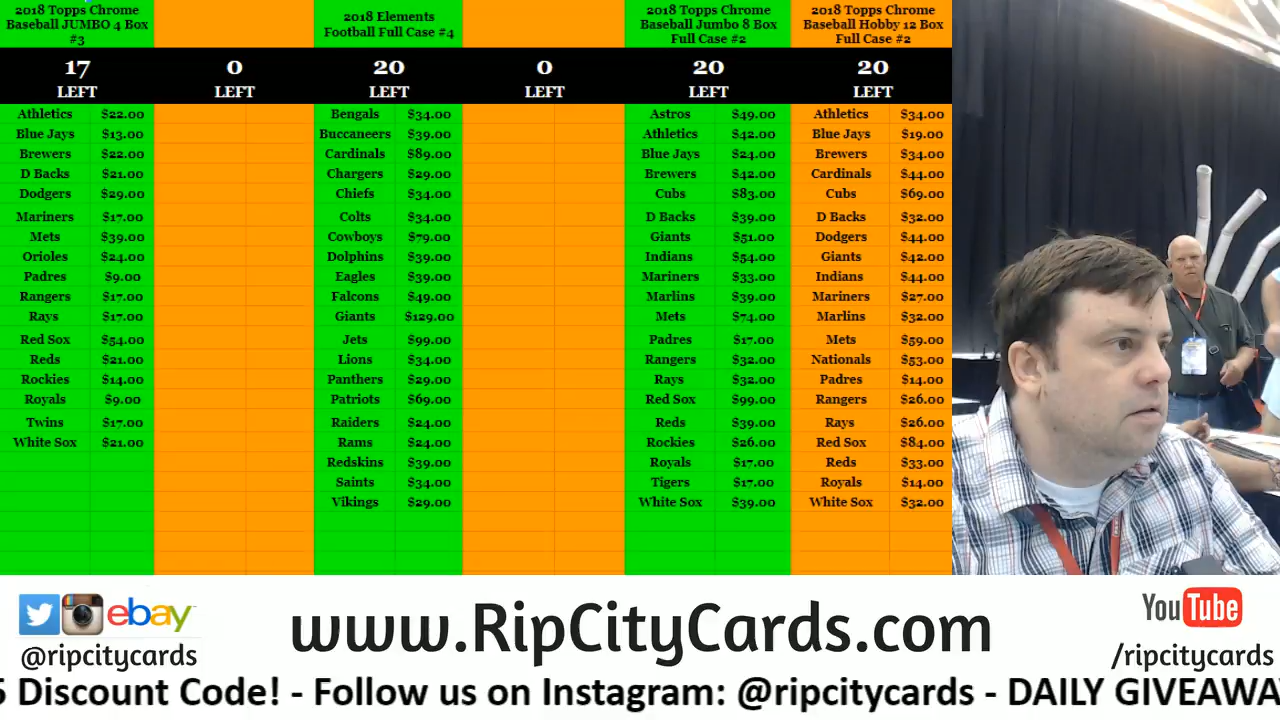 2018 Topps Chrome
Baseball JUMBO 4 Box
#3
17
LEFT
Athletics $22.00
Blue Jays $13.00
Brewers $22.00
D Backs $21.00
Dodgers $29.00
Mariners $17.00
Mets $39.00
Orioles $24.00
Padres $9.00
Rangers $17.00
Rays $17.00
Red Sox $54.00
Reds $21.00
Rockies $14.00
Royals $9.00
Twins $17.00
White Sox $21.00
0
LEFT
2018 Elements
Football Full Case #4
20
LEFT
Bengals $34.00
Buccaneers $39.00
Cardinals $89.00
Chargers $29.00
Chiefs $34.00
Colts $34.00
Cowboys $79.00
Dolphins $39.00
Eagles $39.00
Falcons $49.00
Giants $129.00
Jets $99.00
Lions $34.00
Panthers $29.00
Patriots $69.00
Raiders $24.00
Rams $24.00
Redskins $39.00
Saints $34.00
Vikings $29.00
0
LEFT
2018 Topps Chrome
Baseball Jumbo 8 Box
Full Case #2
20
LEFT
Astros $49.00
Athletics $42.00
Blue Jays $24.00
Brewers $42.00
Cubs $83.00
D Backs $39.00
Giants $51.00
Indians $54.00
Mariners $33.00
Marlins $39.00
Mets $74.00
Padres $17.00
Rangers $32.00
Rays $32.00
Red Sox $99.00
Reds $39.00
Rockies $26.00
Royals $17.00
Tigers $17.00
White Sox $39.00
2018 Topps Chrome
Baseball Hobby 12 Box
Full Case #2
20
LEFT
Athletics $34.00
Blue Jays $19.00
Brewers $34.00
Cardinals $44.00
Cubs $69.00
D Backs $32.00
Dodgers $44.00
Giants $42.00
Indians $44.00
Mariners $27.00
Marlins $32.00
Mets $59.00
Nationals $53.00
Padres $14.00
Rangers $26.00
Rays $26.00
Red Sox $84.00
Reds $33.00
Royals $14.00
White Sox $32.00
ebay
@ripcitycards
www.RipCityCards.com
YouTube
/ripcitycards
5 Discount Code! - Follow us on Instagram: @ripcitycards - DAILY GIVEAWAY